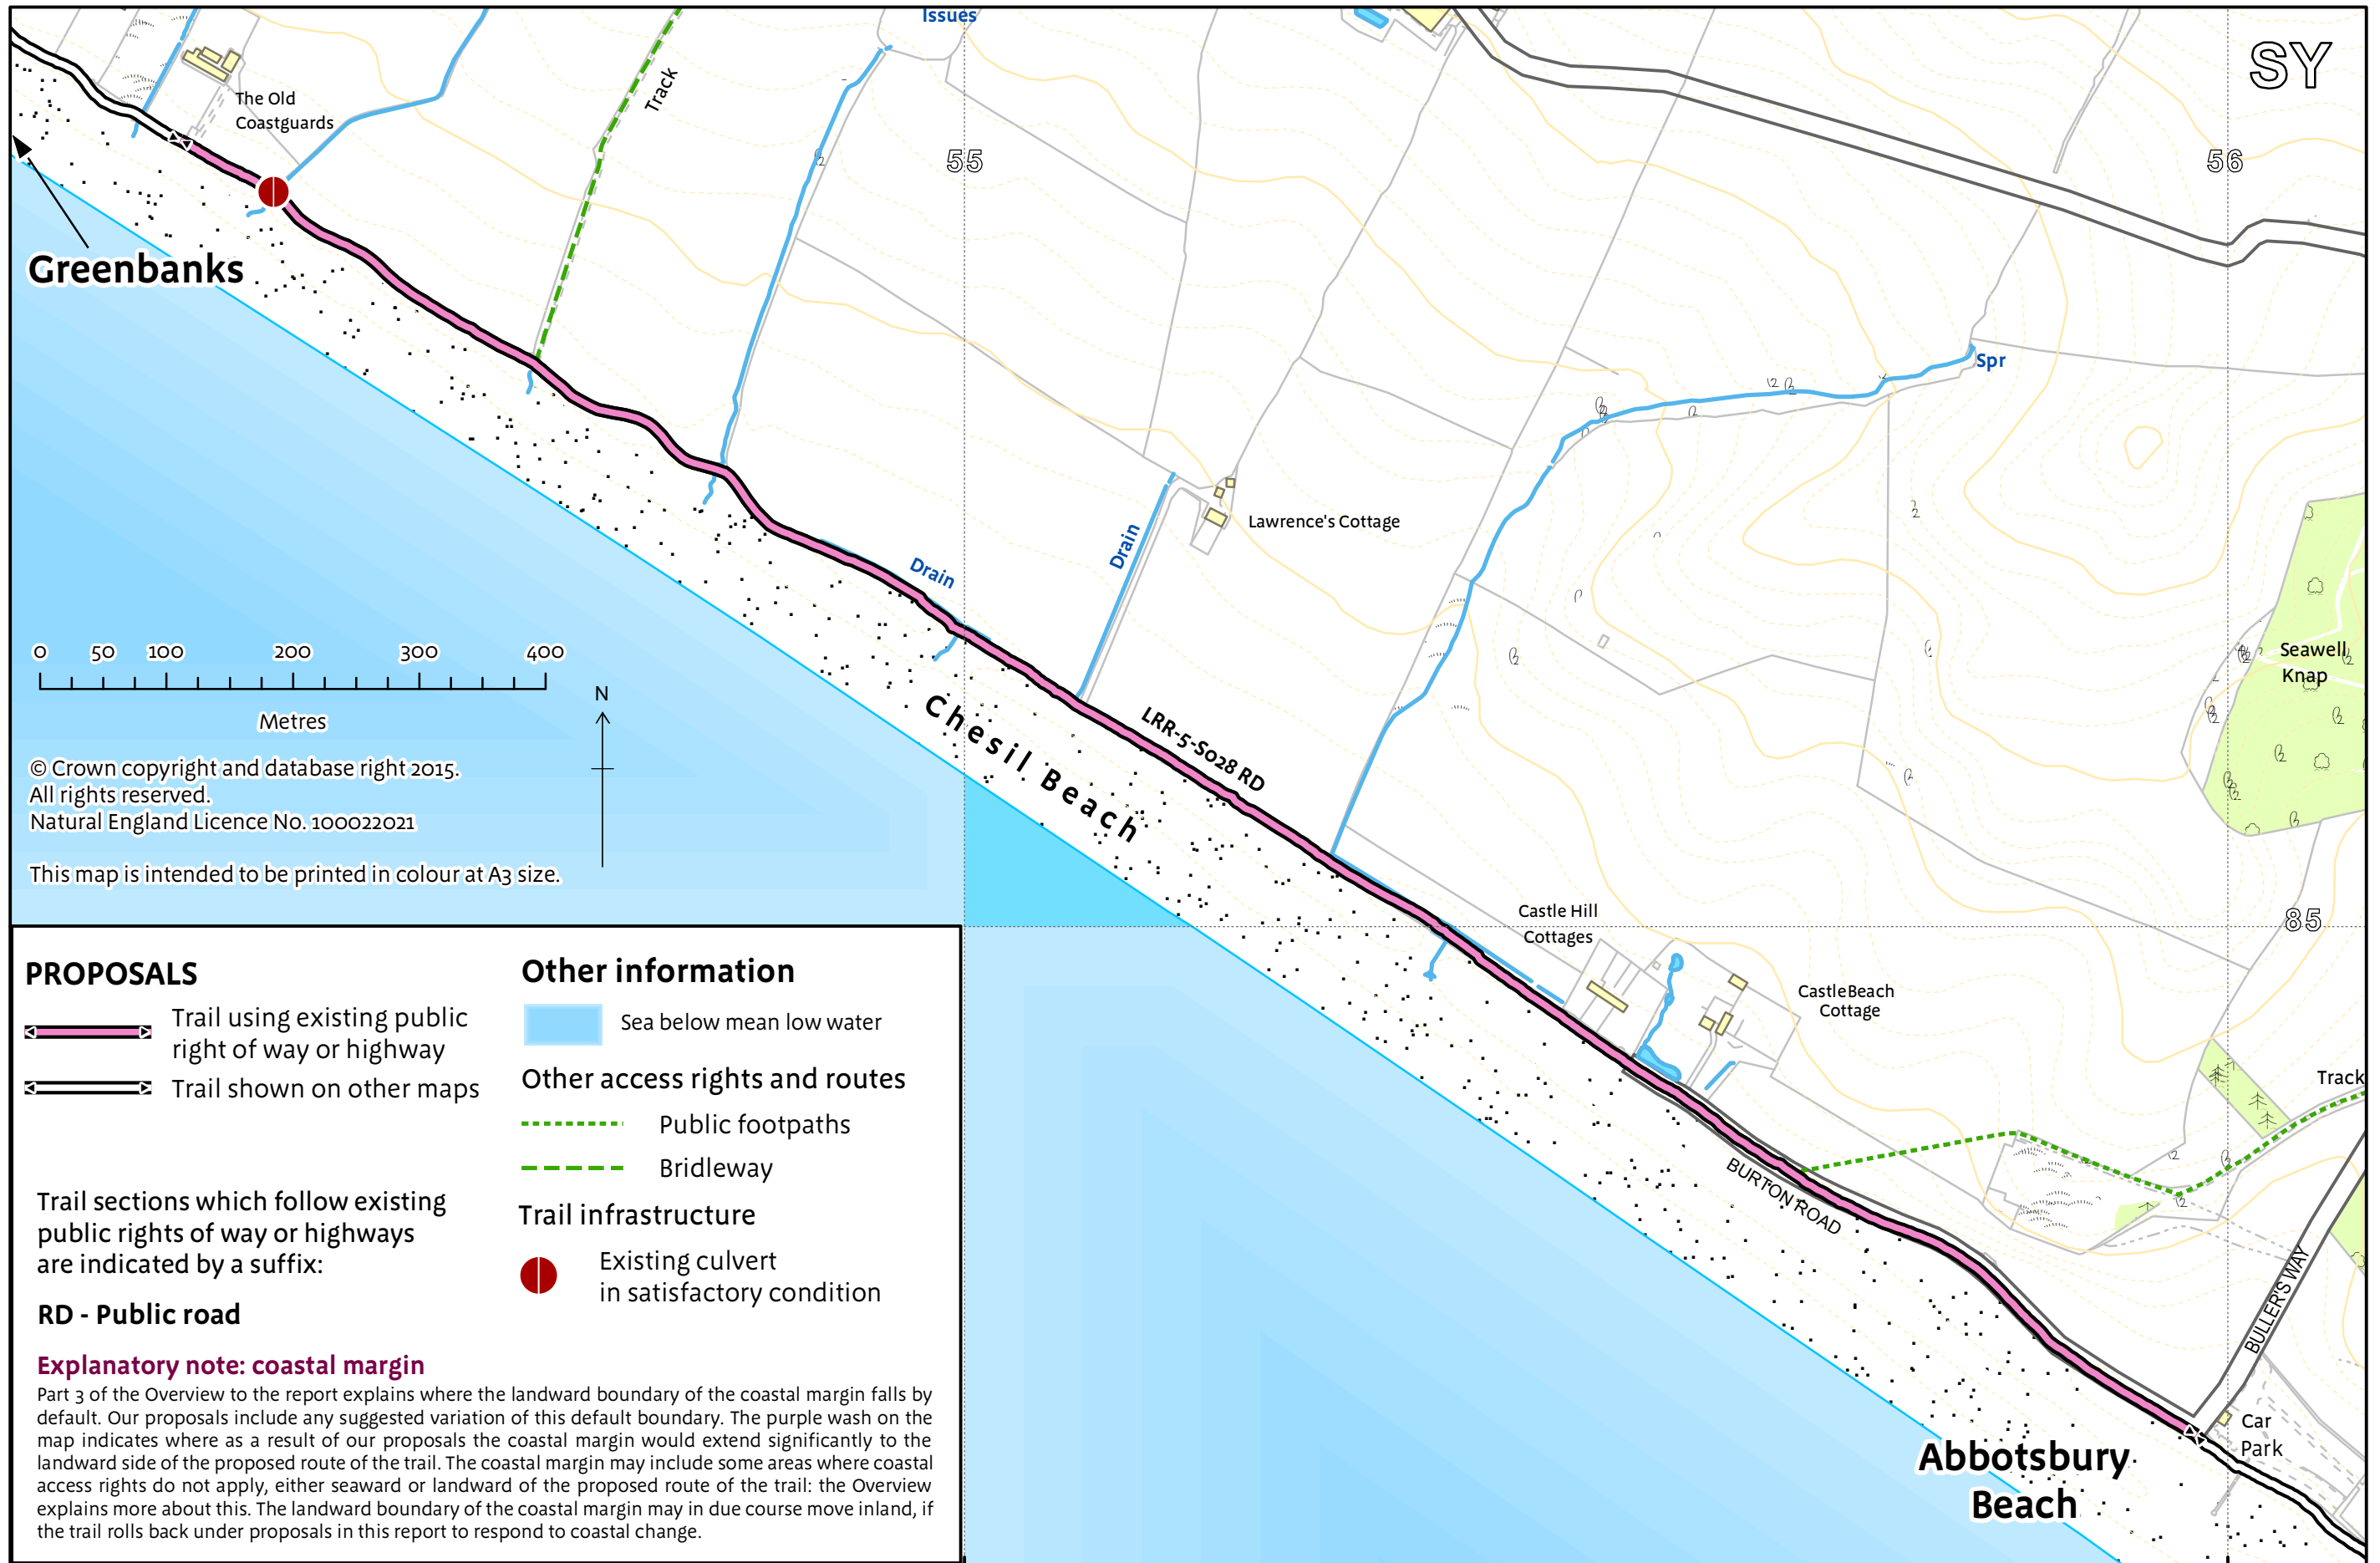 Issues
SY
The Old
Coastguards
Track
55
56
Greenbanks
Spr
Lawrence's Cottage
Drain
Drain
Seawell
Knap
0 50 100 200 300 400
Metres
N
Chesil Beach
LRR-5-S028 RD
© Crown copyright and database right 2015.
All rights reserved.
Natural England Licence No. 100022021
This map is intended to be printed in colour at A3 size.
Castle Hill
Cottages
85
CastleBeach
Cottage
Track
BURTON ROAD
BULLER'S WAY
Car
Park
Abbotsbury
Beach
PROPOSALS
Trail using existing public
right of way or highway
Trail shown on other maps
Trail sections which follow existing
public rights of way or highways
are indicated by a suffix:
RD - Public road
Other information
Sea below mean low water
Other access rights and routes
Public footpaths
Bridleway
Trail infrastructure
Existing culvert
in satisfactory condition
Explanatory note: coastal margin
Part 3 of the Overview to the report explains where the landward boundary of the coastal margin falls by
default. Our proposals include any suggested variation of this default boundary. The purple wash on the
map indicates where as a result of our proposals the coastal margin would extend significantly to the
landward side of the proposed route of the trail. The coastal margin may include some areas where coastal
access rights do not apply, either seaward or landward of the proposed route of the trail: the Overview
explains more about this. The landward boundary of the coastal margin may in due course move inland, if
the trail rolls back under proposals in this report to respond to coastal change.